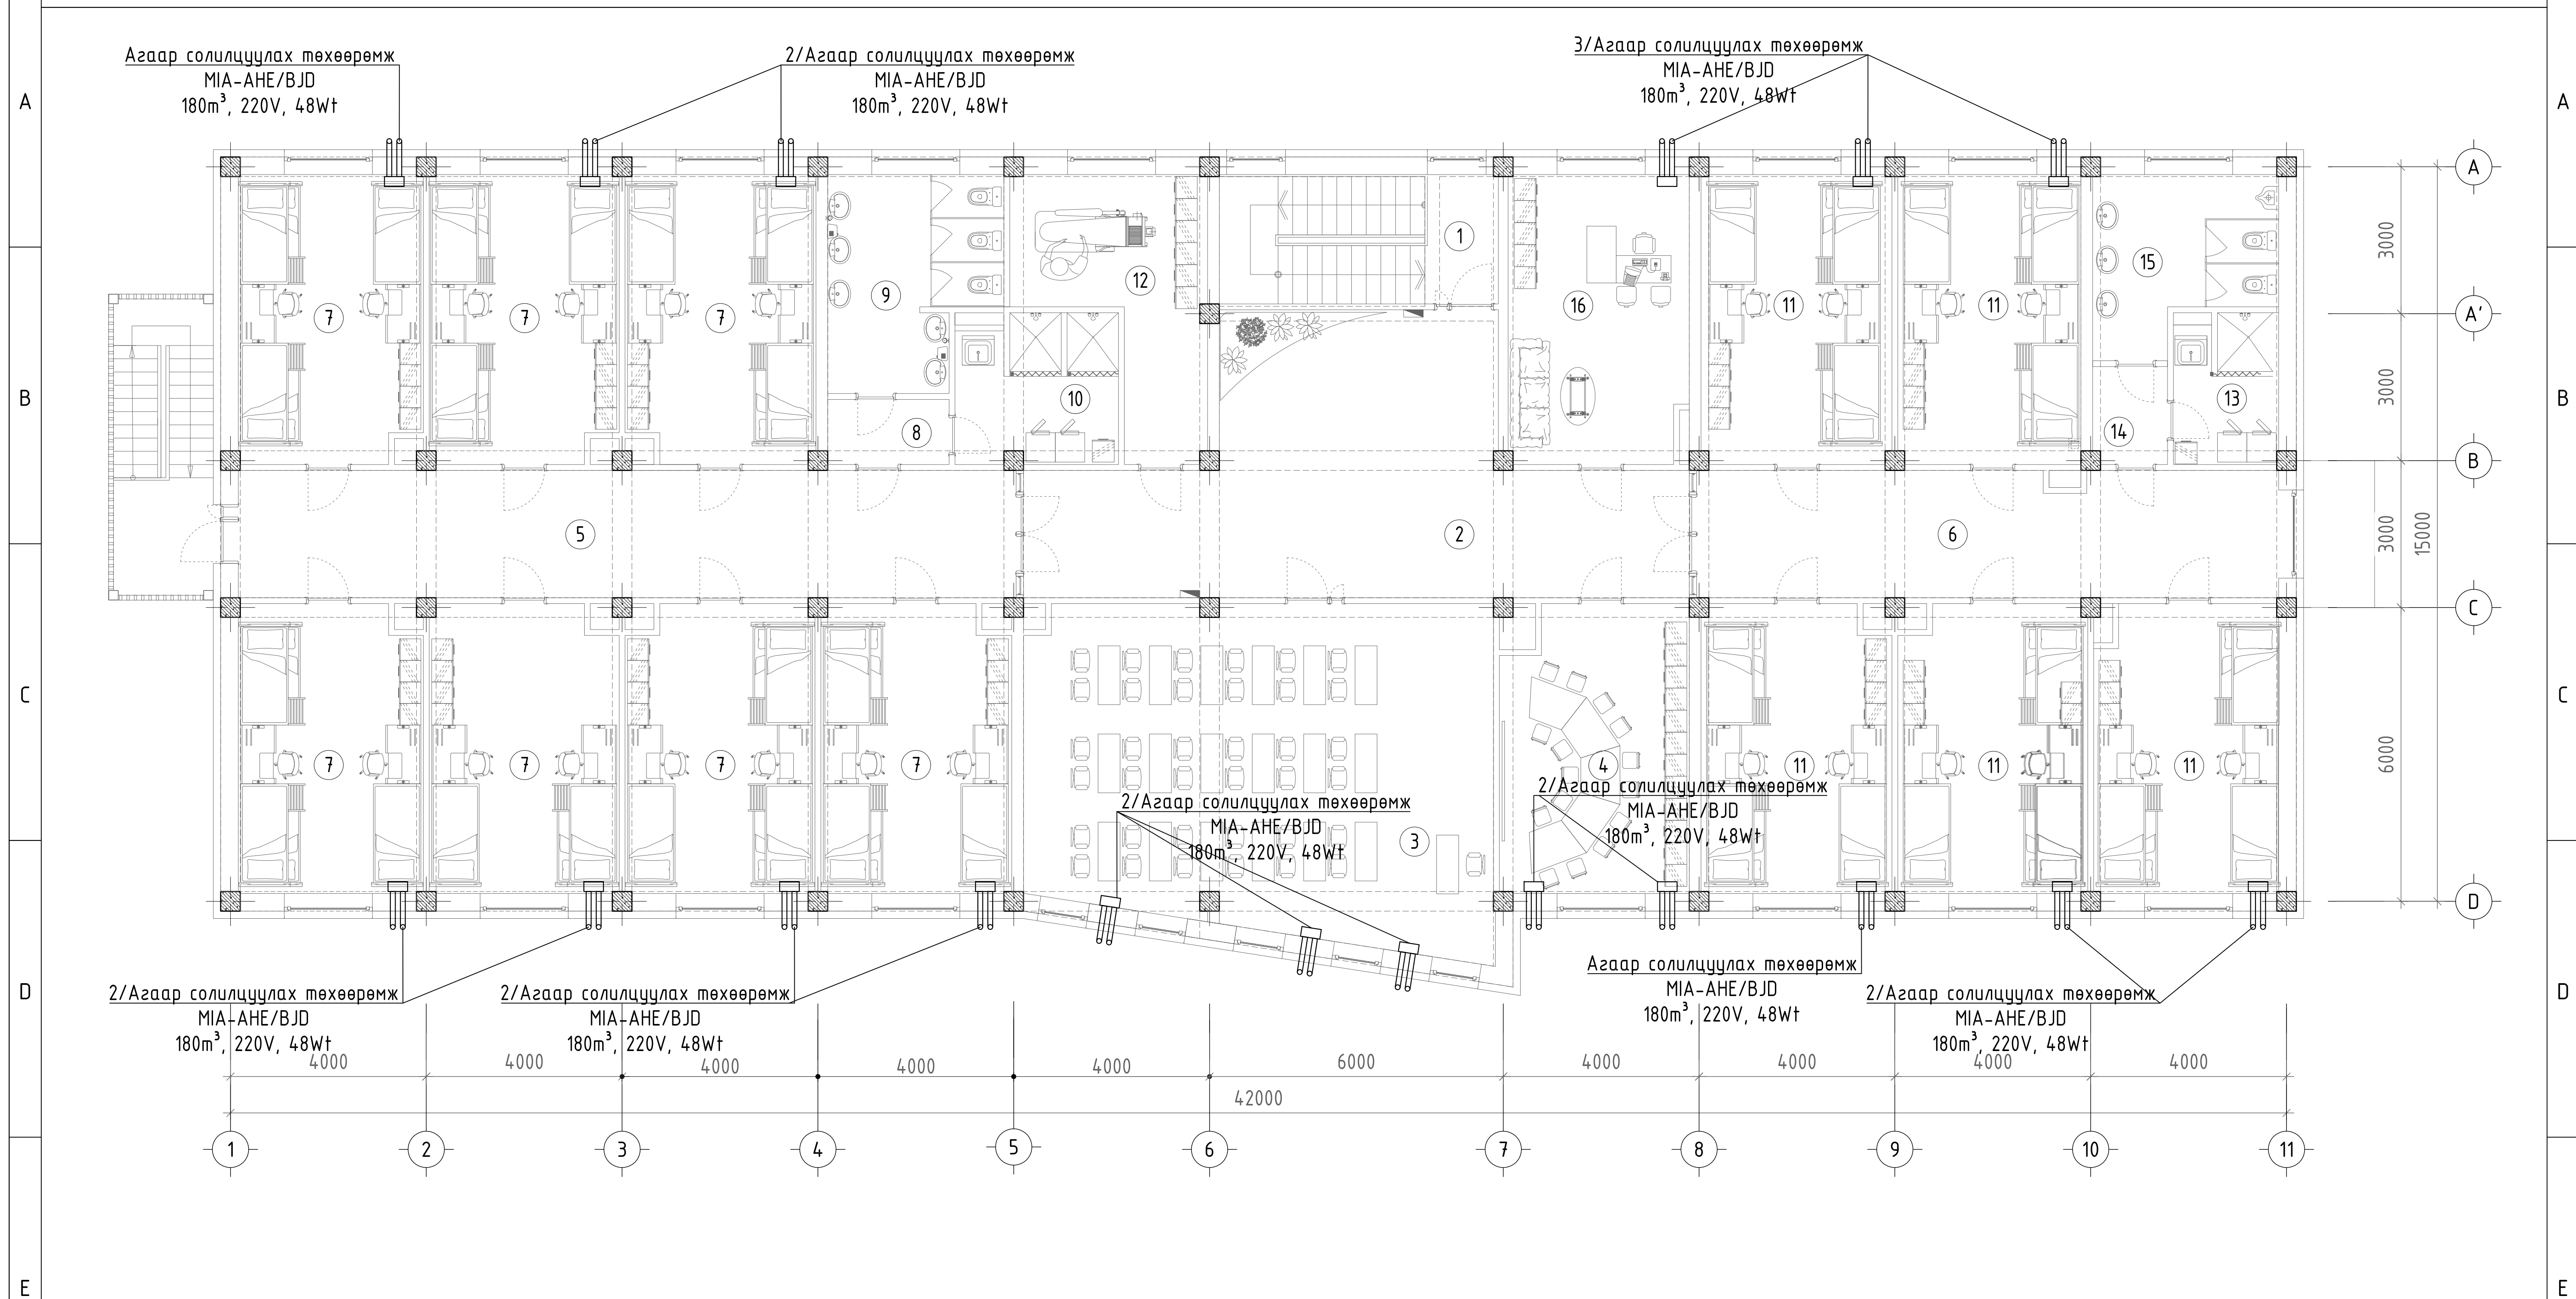 Агаар солилцуулах төхөөрөмж
MIA-AHE/BJD
180m³, 220V, 48Wt
2/Агаар солилцуулах төхөөрөмж
MIA-AHE/BJD
180m³, 220V, 48Wt
3/Агаар солилцуулах төхөөрөмж
MIA-AHE/BJD
180m³, 220V, 48Wt
A
A
A
3000
1
7
7
7
9
12
16
11
11
15
A'
B
10
13
B
3000
8
14
B
5
2
6
3000
15000
C
C
C
7
7
7
7
4
11
11
11
6000
2/Агаар солилцуулах төхөөрөмж
MIA-AHE/BJD
180m³, 220V, 48Wt
3
2/Агаар солилцуулах төхөөрөмж
MIA-AHE/BJD
180m³, 220V, 48Wt
D
D
D
2/Агаар солилцуулах төхөөрөмж
MIA-AHE/BJD
180m³, 220V, 48Wt
2/Агаар солилцуулах төхөөрөмж
MIA-AHE/BJD
180m³, 220V, 48Wt
Агаар солилцуулах төхөөрөмж
MIA-AHE/BJD
180m³, 220V, 48Wt
2/Агаар солилцуулах төхөөрөмж
MIA-AHE/BJD
180m³, 220V, 48Wt
4000
4000
4000
4000
4000
6000
4000
4000
4000
4000
42000
1
2
3
4
5
6
7
8
9
10
11
E
E